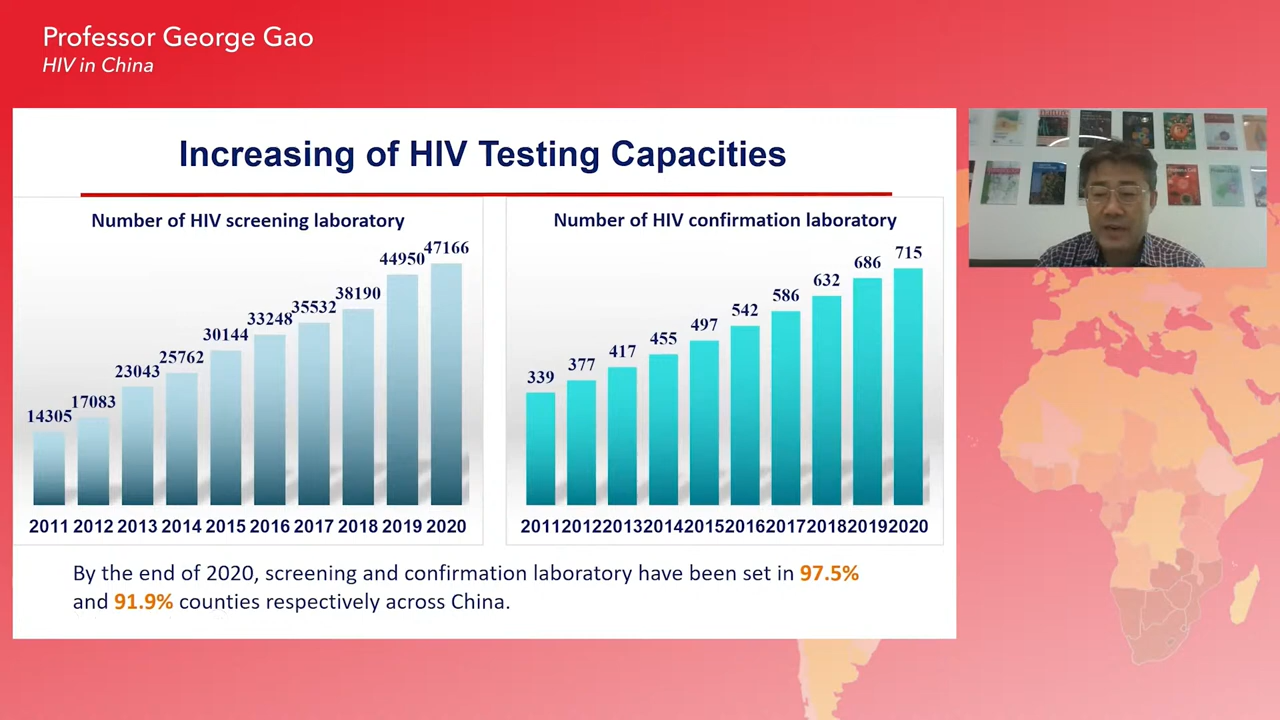 Professor George Gao
HIV in China
Increasing of HIV Testing Capacities
Number of HIV screening laboratory
14305 17083 23043 25762 30144 33248 35532 38190 44950 47166
2011 2012 2013 2014 2015 2016 2017 2018 2019 2020
Number of HIV confirmation laboratory
339 377 417 455 497 542 586 632 686 715
2011 2012 2013 2014 2015 2016 2017 2018 2019 2020
By the end of 2020, screening and confirmation laboratory have been set in 97.5%
and 91.9% counties respectively across China.